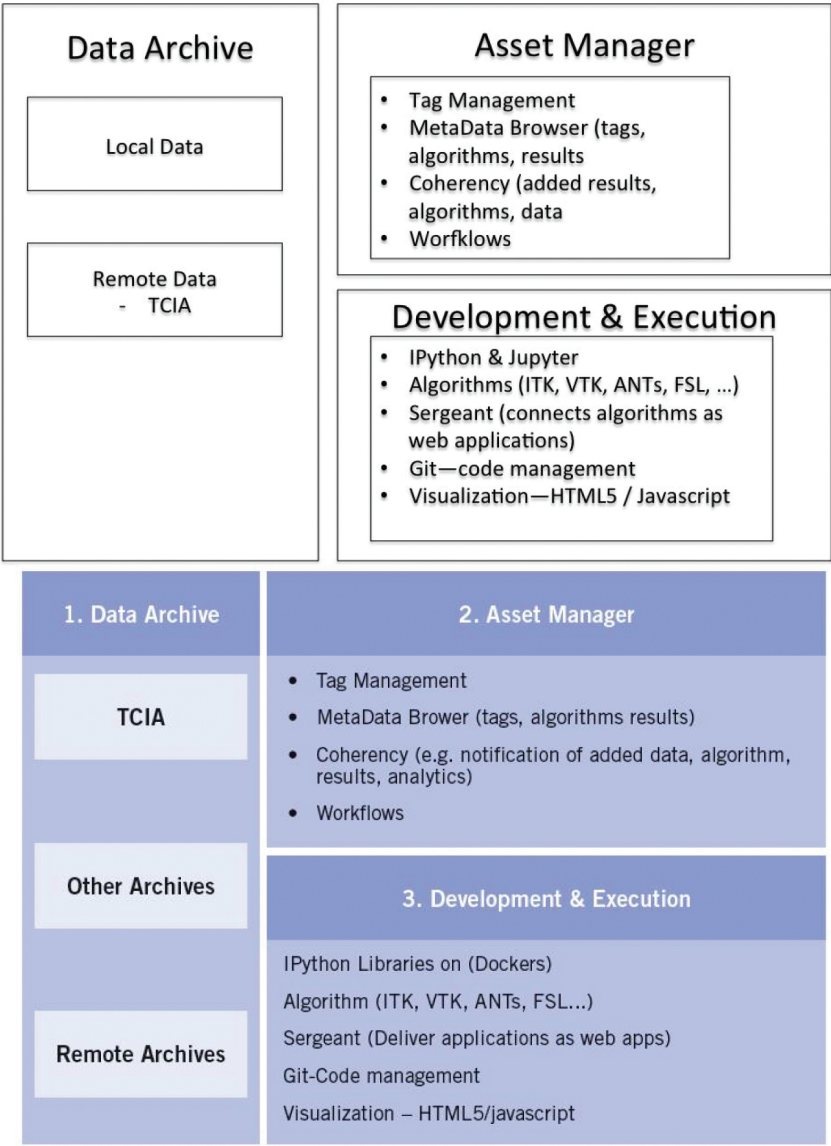 Data Archive
Local Data
Remote Data
- TCIA
Asset Manager
• Tag Management
• MetaData Browser (tags,
algorithms, results
• Coherency (added results,
algorithms, data
• Worfklows
Development & Execution
• IPython & Jupyter
• Algorithms (ITK, VTK, ANTs, FSL, ...)
• Sergeant (connects algorithms as
web applications)
• Git—code management
• Visualization—HTML5 / Javascript
1. Data Archive
TCIA
Other Archives
Remote Archives
2. Asset Manager
• Tag Management
• MetaData Brower (tags, algorithms results)
• Coherency (e.g. notification of added data, algorithm,
results, analytics)
• Workflows
3. Development & Execution
IPython Libraries on (Dockers)
Algorithm (ITK, VTK, ANTs, FSL...)
Sergeant (Deliver applications as web apps)
Git-Code management
Visualization – HTML5/javascript